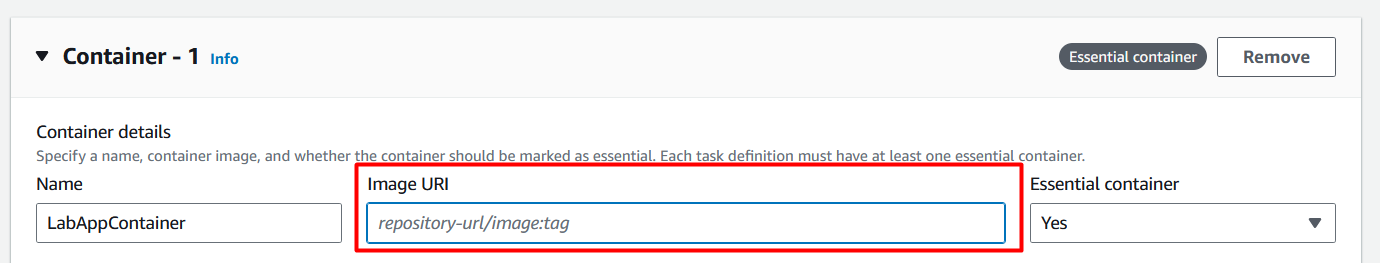 Container - 1 Info
Essential container
Remove
Container details
Specify a name, container image, and whether the container should be marked as essential. Each task definition must have at least one essential container.
Name
Image URI
Essential container
LabAppContainer
repository-url/image:tag
Yes